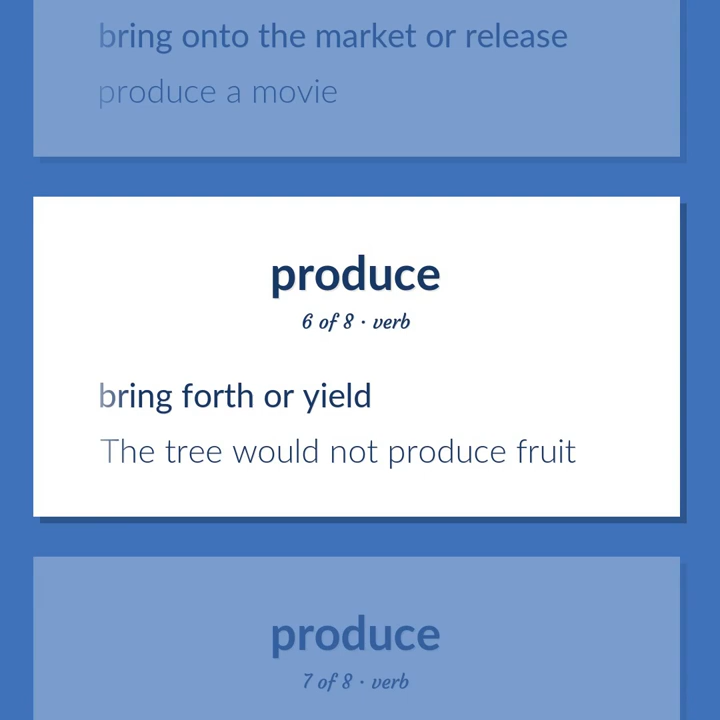 bring onto the market or release
produce a movie
produce
6 of 8 · verb
bring forth or yield
The tree would not produce fruit
produce
7 of 8 · verb